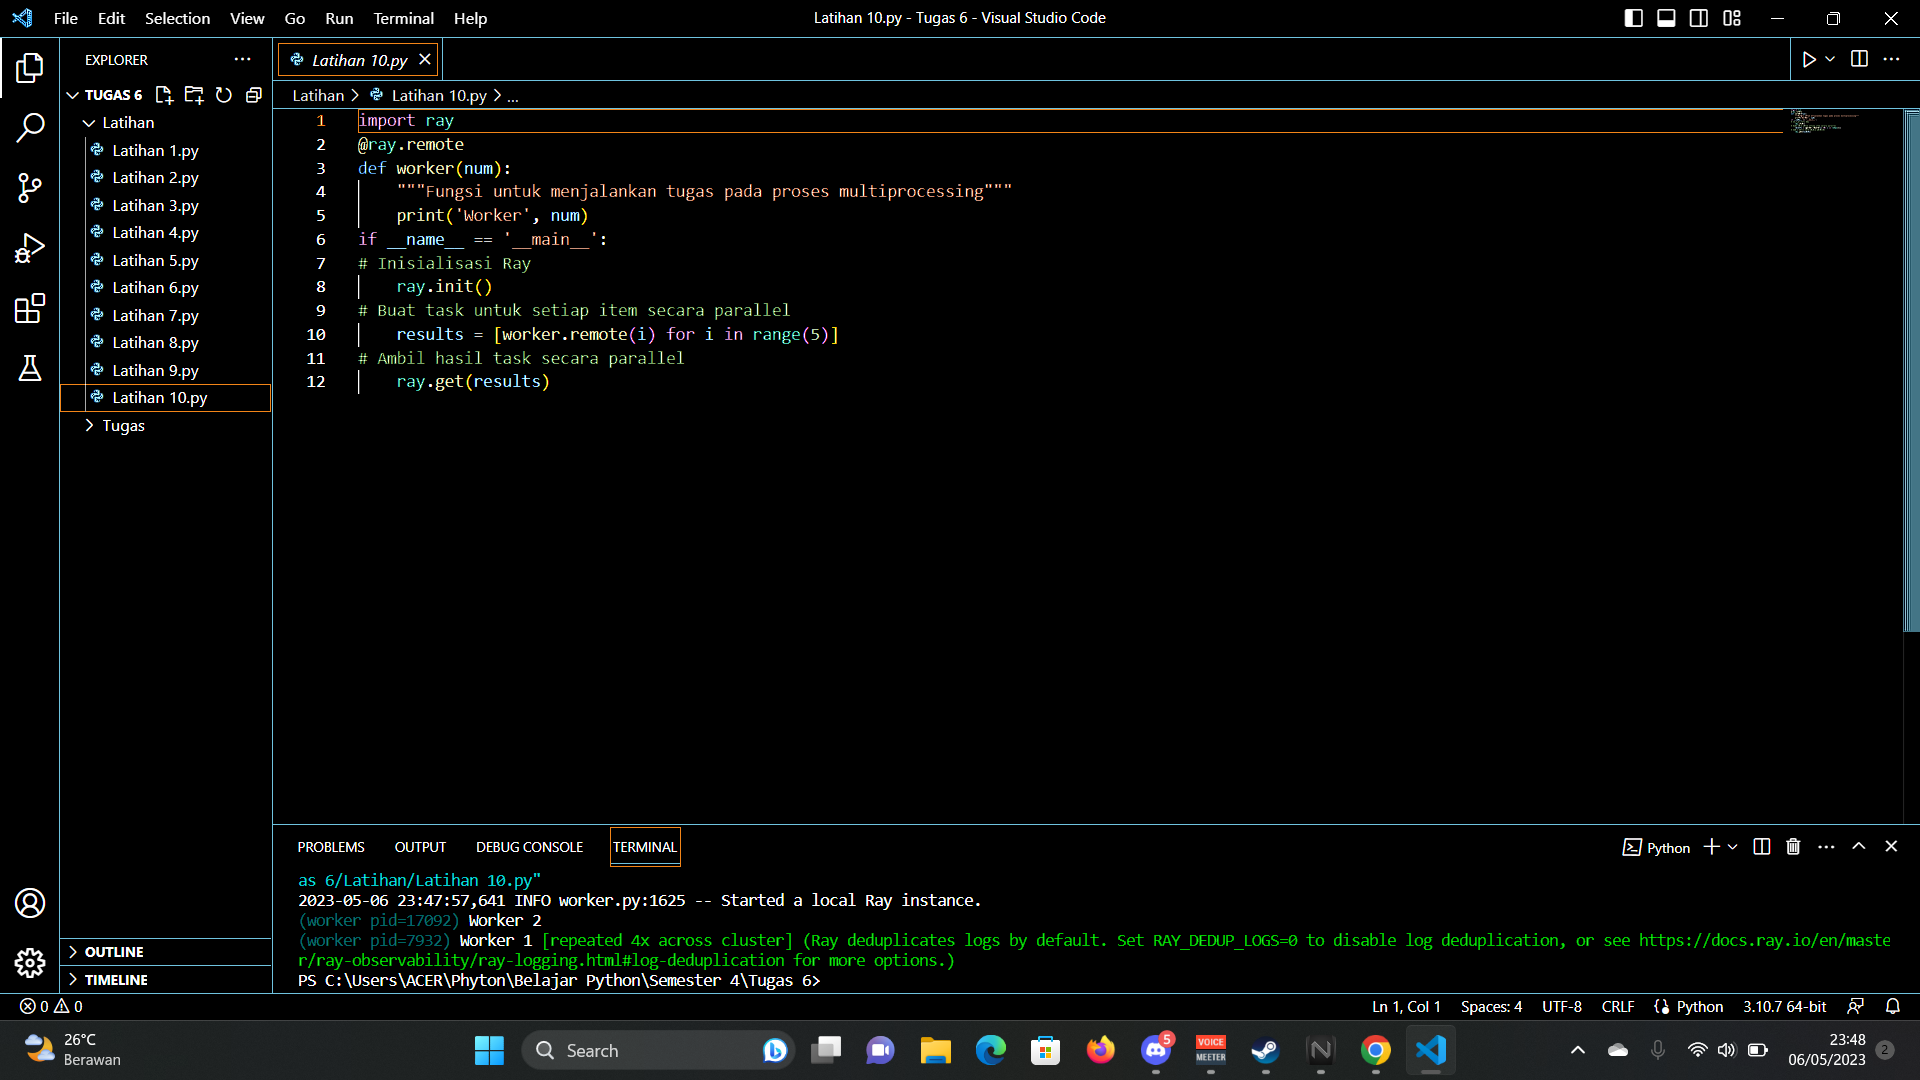 File Edit Selection View Go Run Terminal Help
Latihan 10.py - Tugas 6 - Visual Studio Code
EXPLORER
TUGAS 6
Latihan
Latihan 1.py
Latihan 2.py
Latihan 3.py
Latihan 4.py
Latihan 5.py
Latihan 6.py
Latihan 7.py
Latihan 8.py
Latihan 9.py
Latihan 10.py
Tugas
OUTLINE
TIMELINE
Latihan 10.py
Latihan > Latihan 10.py > ...
1 import ray
2 @ray.remote
3 def worker(num):
4     """Fungsi untuk menjalankan tugas pada proses multiprocessing"""
5     print('Worker', num)
6 if __name__ == '__main__':
7 # Inisialisasi Ray
8     ray.init()
9 # Buat task untuk setiap item secara parallel
10     results = [worker.remote(i) for i in range(5)]
11 # Ambil hasil task secara parallel
12     ray.get(results)
PROBLEMS OUTPUT DEBUG CONSOLE TERMINAL
Python
as 6/Latihan/Latihan 10.py"
2023-05-06 23:47:57,641 INFO worker.py:1625 -- Started a local Ray instance.
(worker pid=17092) Worker 2
(worker pid=7932) Worker 1 [repeated 4x across cluster] (Ray deduplicates logs by default. Set RAY_DEDUP_LOGS=0 to disable log deduplication, or see https://docs.ray.io/en/maste
r/ray-observability/ray-logging.html#log-deduplication for more options.)
PS C:\Users\ACER\Phyton\Belajar Python\Semester 4\Tugas 6>
0 0
Ln 1, Col 1 Spaces: 4 UTF-8 CRLF Python 3.10.7 64-bit
26°C
Berawan
Search
5
VOICE
MEETER
23:48
06/05/2023
2